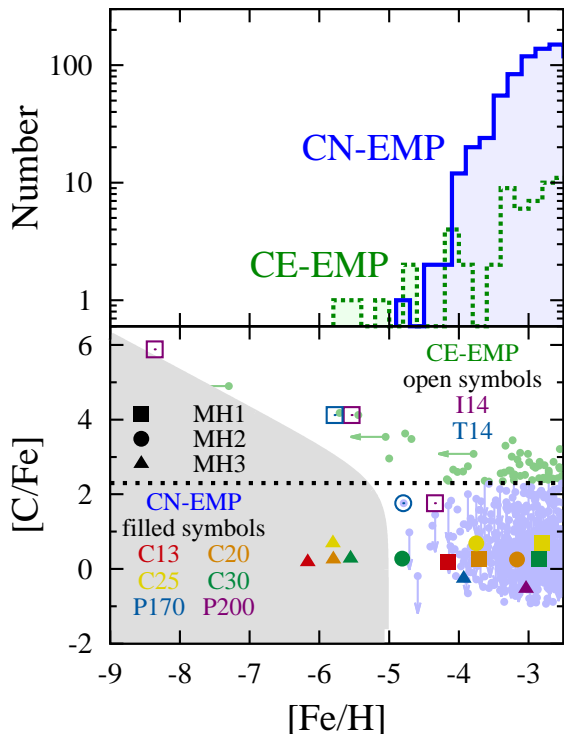 100
10
1
Number
CN-EMP
CE-EMP
6
4
2
0
-2
[C/Fe]
CE-EMP
open symbols
I14
T14
MH1
MH2
MH3
CN-EMP
filled symbols
C13 C20
C25 C30
P170 P200
-9 -8 -7 -6 -5 -4 -3
[Fe/H]